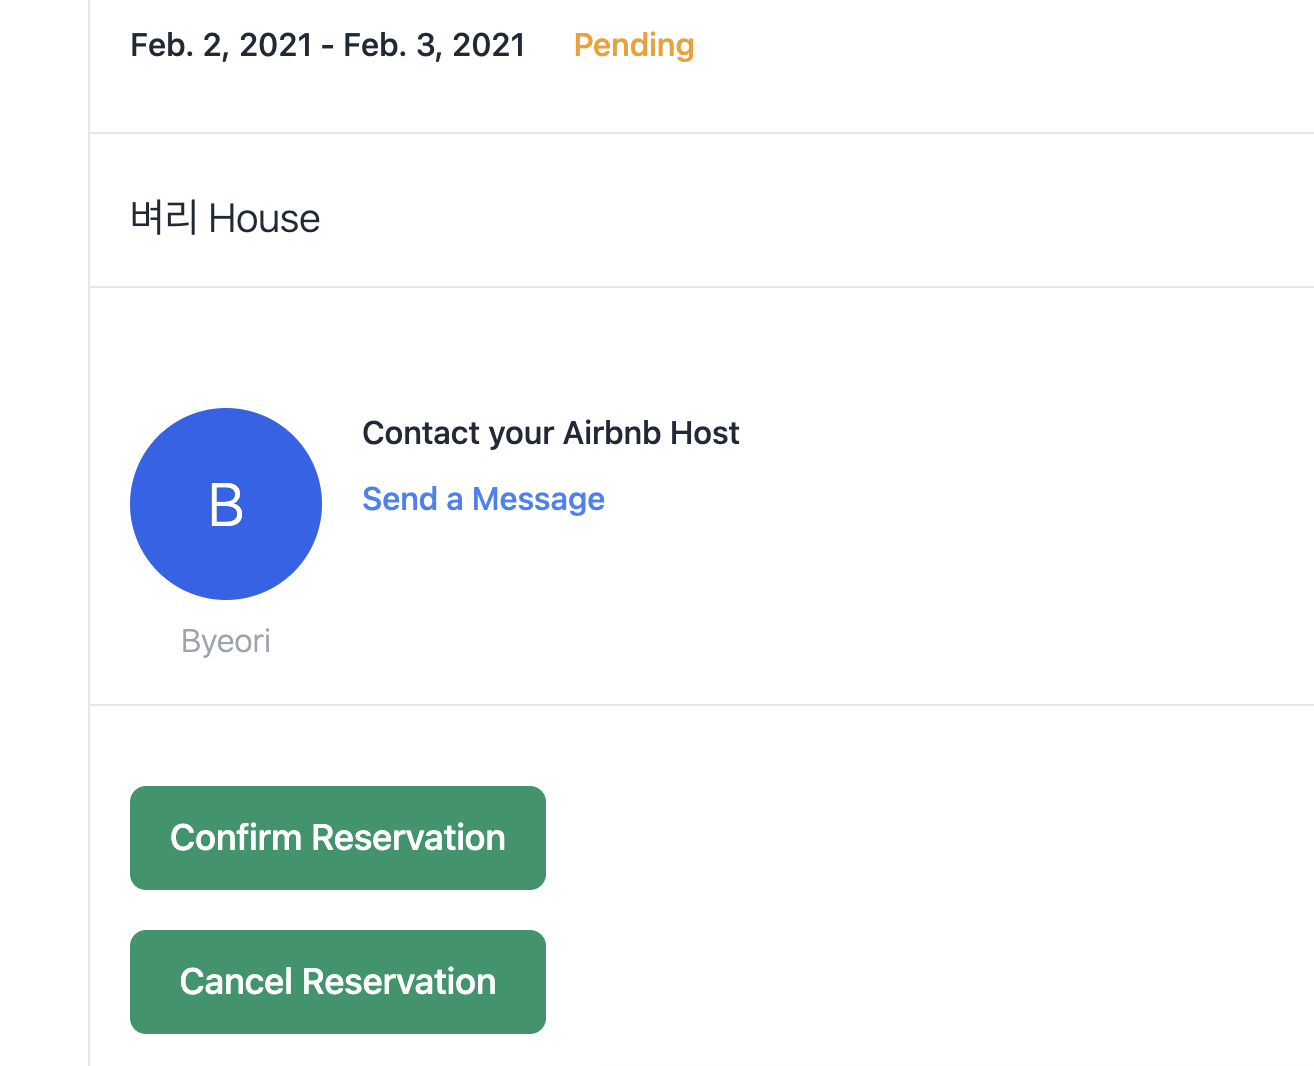 Feb. 2, 2021 - Feb. 3, 2021 Pending
벼리 House
Contact your Airbnb Host
Send a Message
B
Byeori
Confirm Reservation
Cancel Reservation